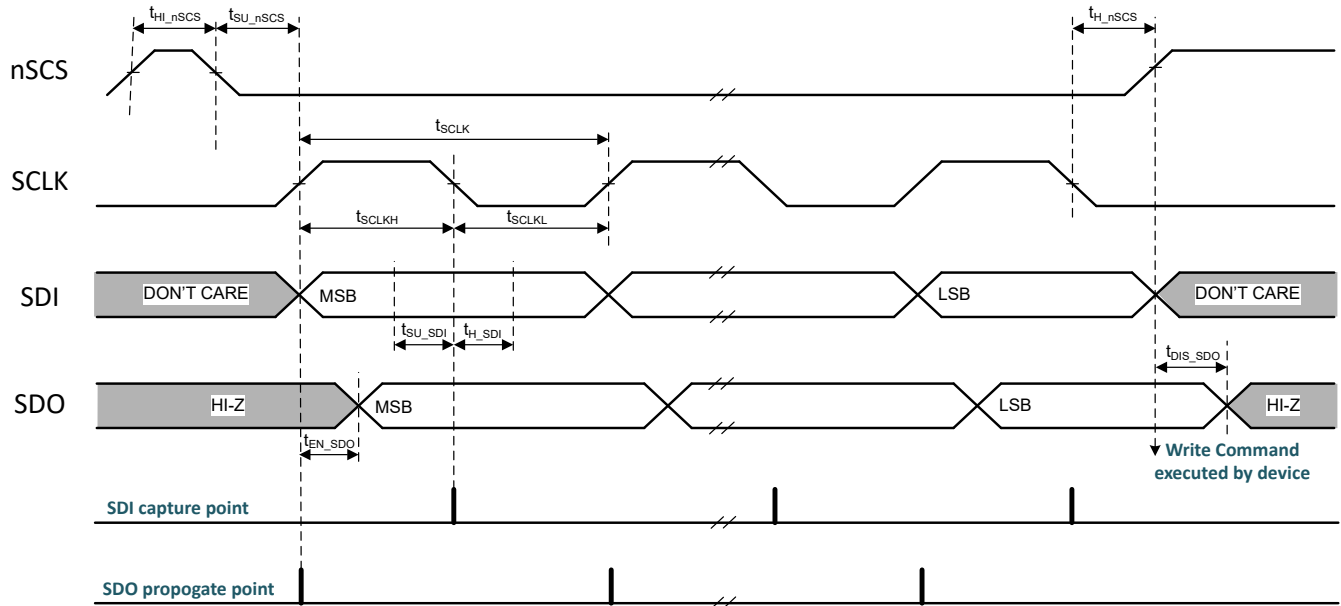 tHI_nSCS
tSU_nSCS
tH_nSCS
nSCS
tSCLK
SCLK
tSCLKH
tSCLKL
SDI
DON'T CARE
MSB
LSB
DON'T CARE
tSU_SDI
tH_SDI
tDIS_SDO
SDO
HI-Z
MSB
LSB
HI-Z
tEN_SDO
Write Command
executed by device
SDI capture point
SDO propogate point